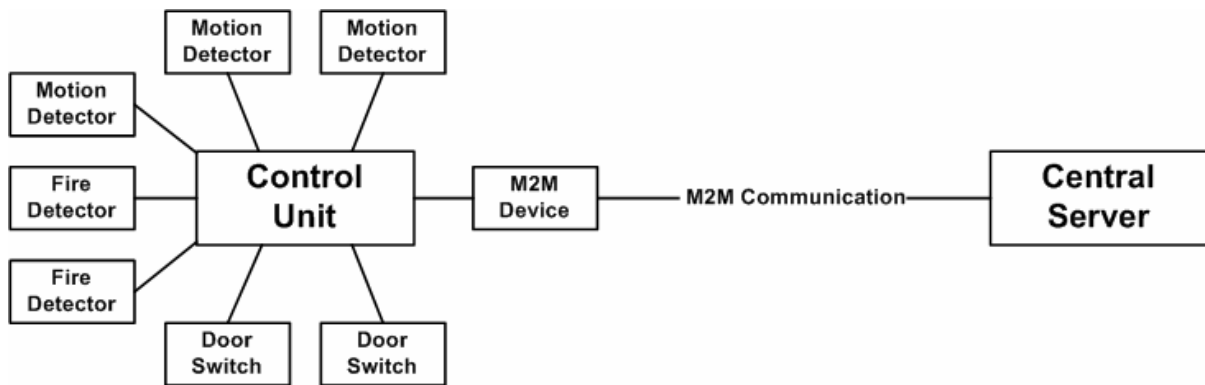 Motion
Detector
Motion
Detector
Motion
Detector
Fire
Detector
Fire
Detector
Control
Unit
Door
Switch
Door
Switch
M2M
Device
M2M Communication
Central
Server